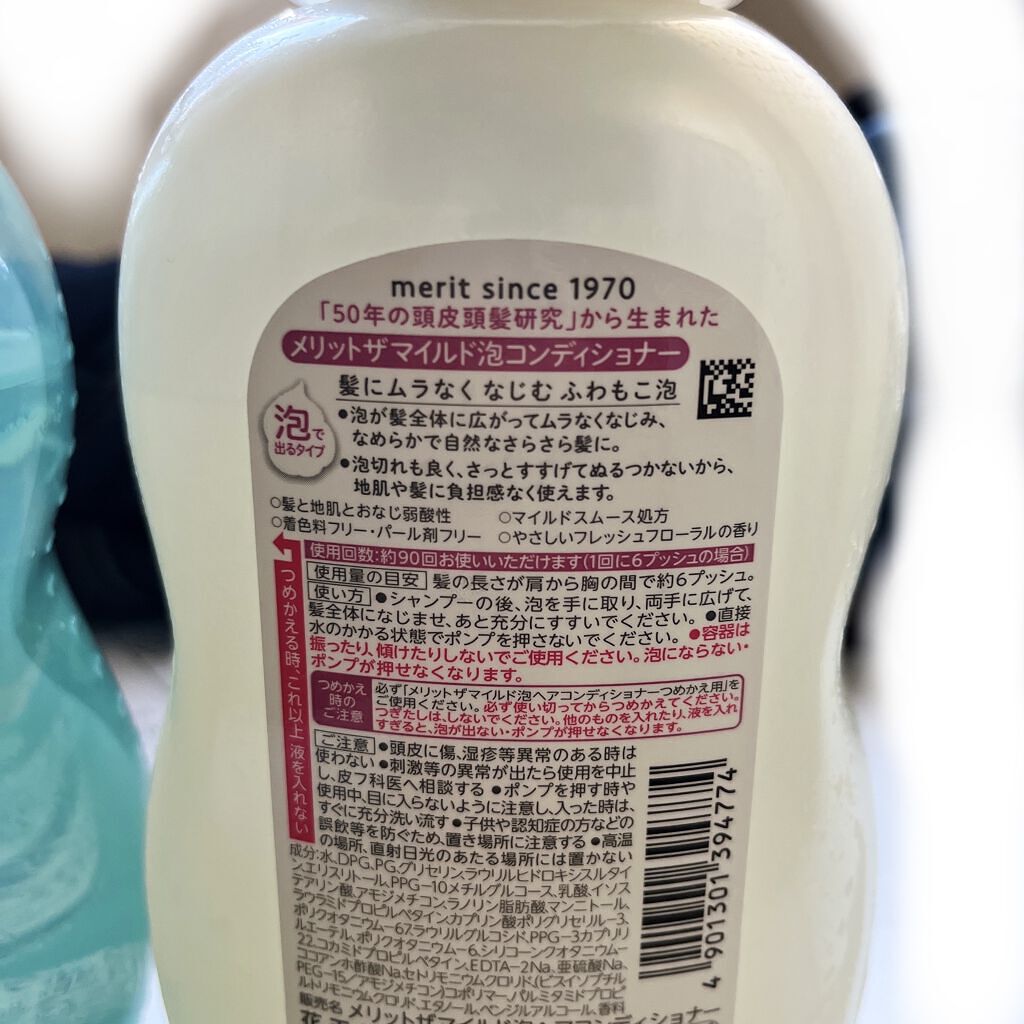 merit since 1970
「50年の頭皮頭髪研究」から生まれた
メリットザマイルド泡コンディショナー
髪にムラなくなじむ ふわもこ泡
泡で
出るタイプ
●泡が髪全体に広がってムラなくなじみ、
なめらかで自然なさらさら髪に。
●泡切れも良く、さっとすすげてぬるつかないから、
地肌や髪に負担感なく使えます。
○髪と地肌とおなじ弱酸性 ○マイルドスムース処方
○着色料フリー・パール剤フリー ○やさしいフレッシュフローラルの香り
使用回数:約90回お使いいただけます(1回に6プッシュの場合)
つめかえる時、これ以上 液を入れない
使用量の目安 髪の長さが肩から胸の間で約6プッシュ。
使い方 ●シャンプーの後、泡を手に取り、両手に広げて、
髪全体になじませ、あと充分にすすいでください。●直接
水のかかる状態でポンプを押さないでください。●容器は
振ったり、傾けたりしないでご使用ください。泡にならない・
ポンプが押せなくなります。
つめかえ
時の
ご注意
必ず「メリットザマイルド泡ヘアコンディショナーつめかえ用」を
ご使用ください。必ず使い切ってからつめかえてください。
つぎたしは、しないでください。他のものを入れたり、液を入れ
すぎると、泡が出ない・ポンプが押せなくなります。
ご注意 ●頭皮に傷、湿疹等異常のある時は
使わない ●刺激等の異常が出たら使用を中止
し、皮フ科医へ相談する ●ポンプを押す時や
使用中、目に入らないように注意し、入った時は、
すぐに充分洗い流す ●子供や認知症の方などの
誤飲等を防ぐため、置き場所に注意する ●高温
の場所、直射日光のあたる場所には置かない
成分:水、DPG、PG、グリセリン、ラウリルヒドロキシスルタイ
ン、エリスリトール、PPG-10メチルグルコース、乳酸、イソス
テアリン酸、アモジメチコン、ラノリン脂肪酸、マンニトール、
ラウラミドプロピルベタイン、カプリン酸ポリグリセリル-3、
ポリクオタニウム-67、ラウリルグルコシド、PPG-3カプリリ
ルエーテル、ポリクオタニウム-6、シリコーンクオタニウム-
22、コカミドプロピルベタイン、EDTA-2Na、亜硫酸Na、
ココアンホ酢酸Na、セトリモニウムクロリド、(ビスイソブチル
PEG-15/アモジメチコン)コポリマー、パルミタミドプロピ
ルトリモニウムクロリド、エタノール、ベンジルアルコール、香料
販売名 メリットザマイルド泡ヘアコンディショナー
4 901301 394774